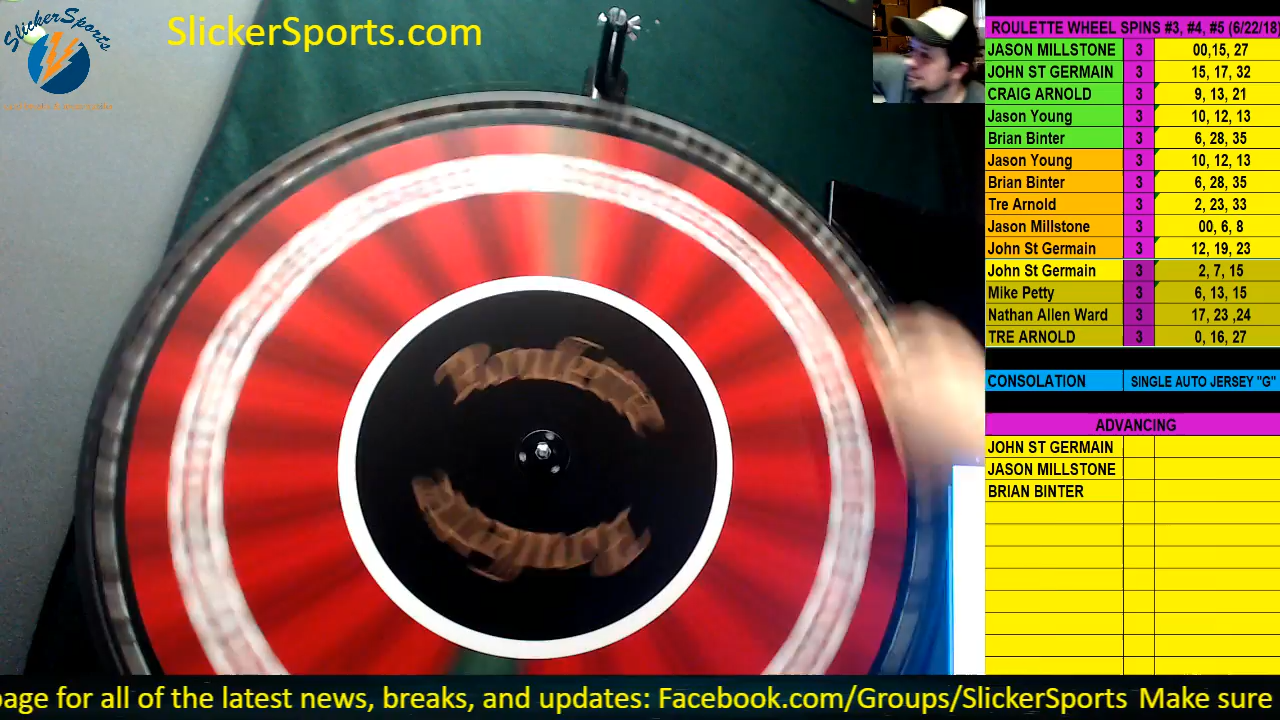 SlickerSports
SlickerSports.com
ROULETTE WHEEL SPINS #3, #4, #5 (6/22/18)
JASON MILLSTONE 3 00,15, 27
JOHN ST GERMAIN 3 15, 17, 32
CRAIG ARNOLD 3 9, 13, 21
Jason Young 3 10, 12, 13
Brian Binter 3 6, 28, 35
Jason Young 3 10, 12, 13
Brian Binter 3 6, 28, 35
Tre Arnold 3 2, 23, 33
Jason Millstone 3 00, 6, 8
John St Germain 3 12, 19, 23
John St Germain 3 2, 7, 15
Mike Petty 3 6, 13, 15
Nathan Allen Ward 3 17, 23 ,24
TRE ARNOLD 3 0, 16, 27
CONSOLATION SINGLE AUTO JERSEY "G"
ADVANCING
JOHN ST GERMAIN
JASON MILLSTONE
BRIAN BINTER
Roulette
Roulette
page for all of the latest news, breaks, and updates: Facebook.com/Groups/SlickerSports Make sure